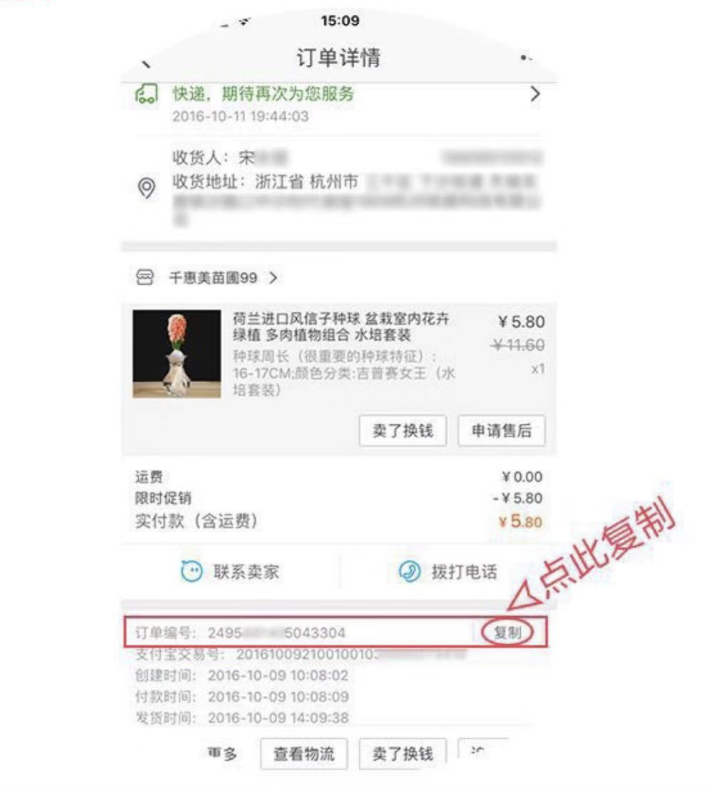 15:09
订单详情
快递，期待再次为您服务
2016-10-11 19:44:03
收货人：宋
收货地址：浙江省 杭州市
千惠美苗圃99
荷兰进口风信子种球 盆栽室内花卉 ¥5.80
绿植 多肉植物组合 水培套装 ¥11.60
种球周长（很重要的种球特征）： x1
16-17CM;颜色分类:吉普赛女王（水
培套装）
卖了换钱 申请售后
运费 ¥0.00
限时促销 -¥5.80
实付款（含运费） ¥5.80
联系卖家 拨打电话
点此复制
订单编号： 2495 5043304 复制
支付宝交易号： 2016100921001001
创建时间： 2016-10-09 10:08:02
付款时间： 2016-10-09 10:08:09
发货时间： 2016-10-09 14:09:38
更多 查看物流 卖了换钱